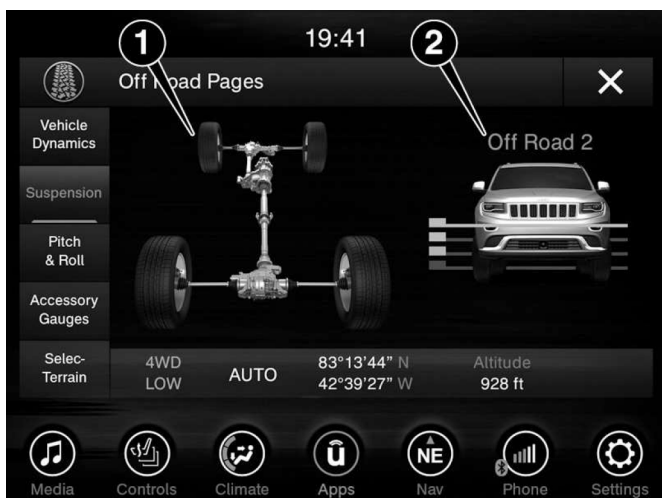 19:41
1
2
Off Road Pages
Vehicle
Dynamics
Off Road 2
Suspension
Pitch
& Roll
Accessory
Gauges
Selec-
Terrain
4WD
LOW
AUTO
83°13'44" N
42°39'27" W
Altitude
928 ft
û
NE
Media
Controls
Climate
Apps
Nav
Phone
Settings